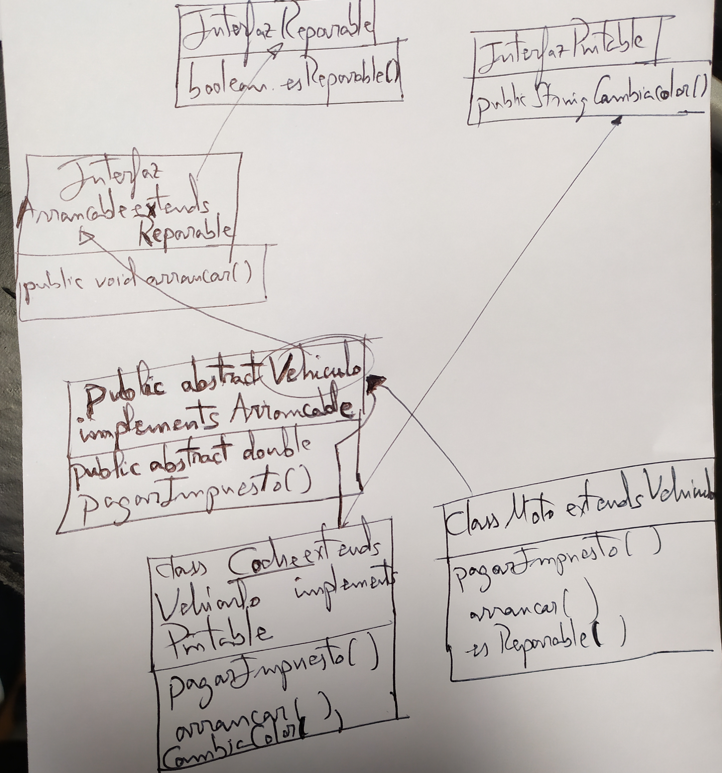 Interfaz Reparable
boolean esReparable()
Interfaz Pintable
public String Cambiacolor()
Interfaz
Arrancable extends
Reparable
public void arrancar()
Public abstract Vehiculo
implements Arrancable
public abstract double
pagarImpuesto()
Class Coche extends
Vehiculo implements
Pintable
pagarImpuesto()
arrancar()
CambiaColor()
Class Moto extends Vehiculo
pagarImpuesto()
arrancar()
esReparable()